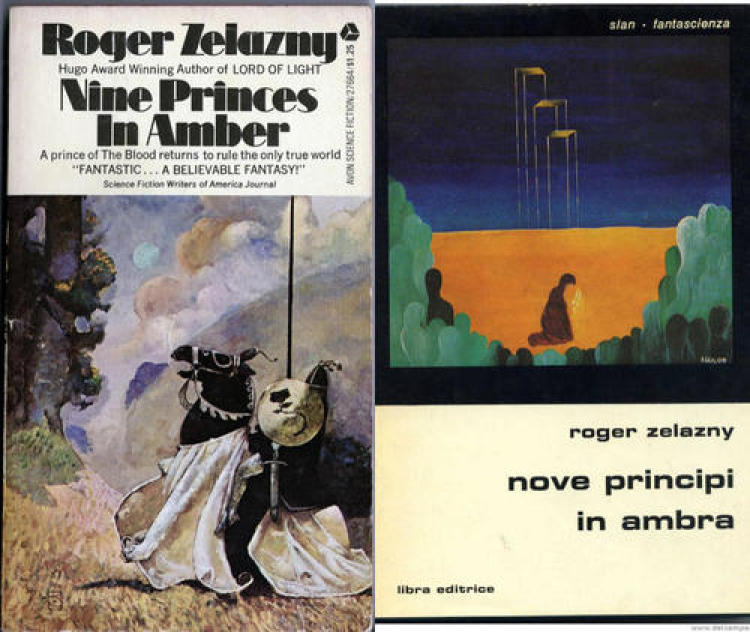 Roger Zelazny
Hugo Award Winning Author of LORD OF LIGHT
Nine Princes
In Amber
A prince of The Blood returns to rule the only true world
"FANTASTIC... A BELIEVABLE FANTASY!"
Science Fiction Writers of America Journal
AVON SCIENCE FICTION/27664/$1.25
slan · fantascienza
roger zelazny
nove principi
in ambra
libra editrice